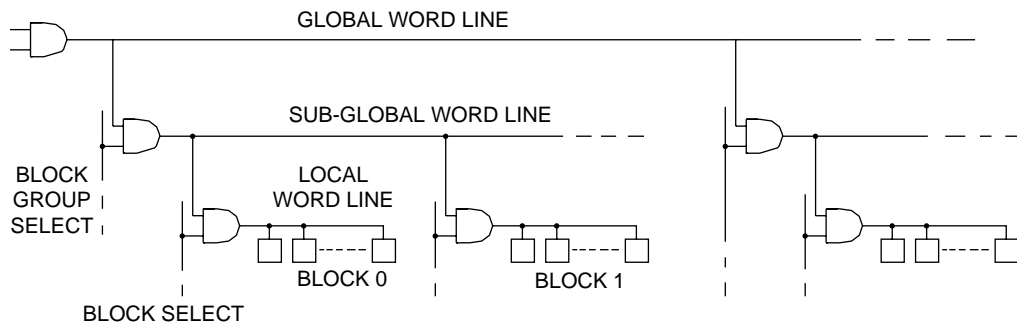 GLOBAL WORD LINE
SUB-GLOBAL WORD LINE
BLOCK
GROUP
SELECT
LOCAL
WORD LINE
BLOCK 0
BLOCK 1
BLOCK SELECT